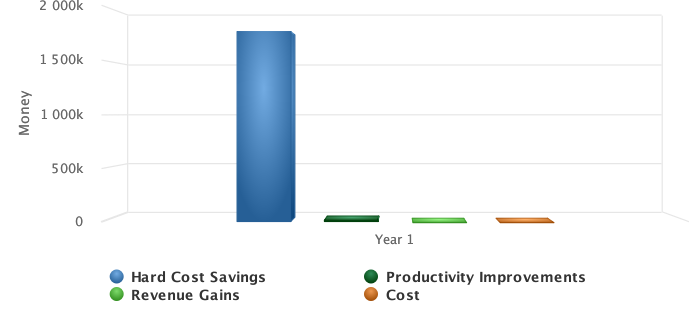 2 000k
1 500k
1 000k
500k
0
Money
Year 1
Hard Cost Savings
Productivity Improvements
Revenue Gains
Cost